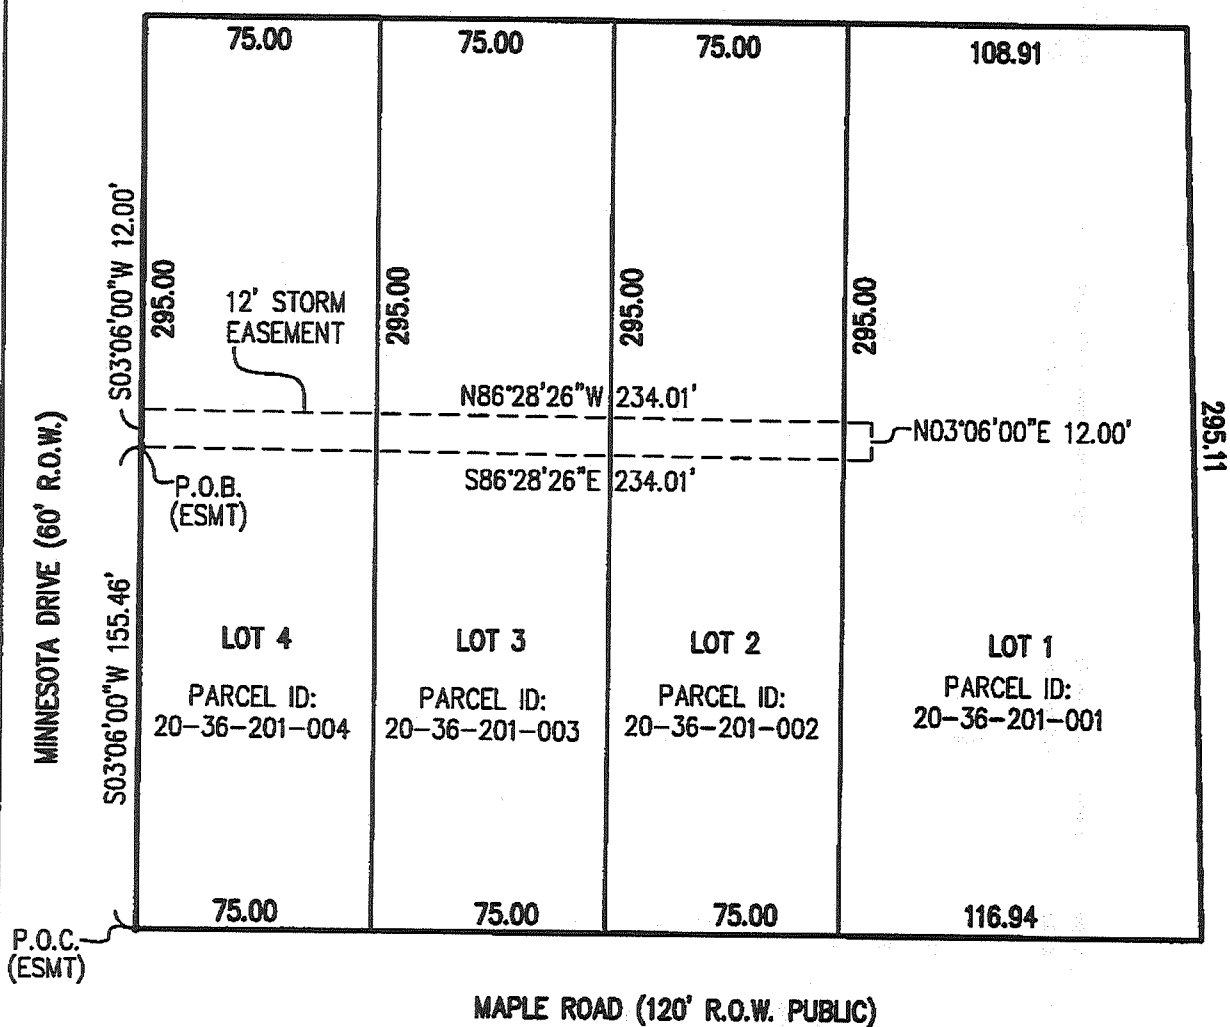 75.00
75.00
75.00
108.91
S03°06'00"W 12.00'
295.00
295.00
295.00
295.00
295.11
12' STORM
EASEMENT
N86°28'26"W 234.01'
N03°06'00"E 12.00'
S86°28'26"E 234.01'
P.O.B.
(ESMT)
MINNESOTA DRIVE (60' R.O.W.)
S03°06'00"W 155.46'
LOT 4
PARCEL ID:
20-36-201-004
LOT 3
PARCEL ID:
20-36-201-003
LOT 2
PARCEL ID:
20-36-201-002
LOT 1
PARCEL ID:
20-36-201-001
75.00
75.00
75.00
116.94
P.O.C.
(ESMT)
MAPLE ROAD (120' R.O.W. PUBLIC)